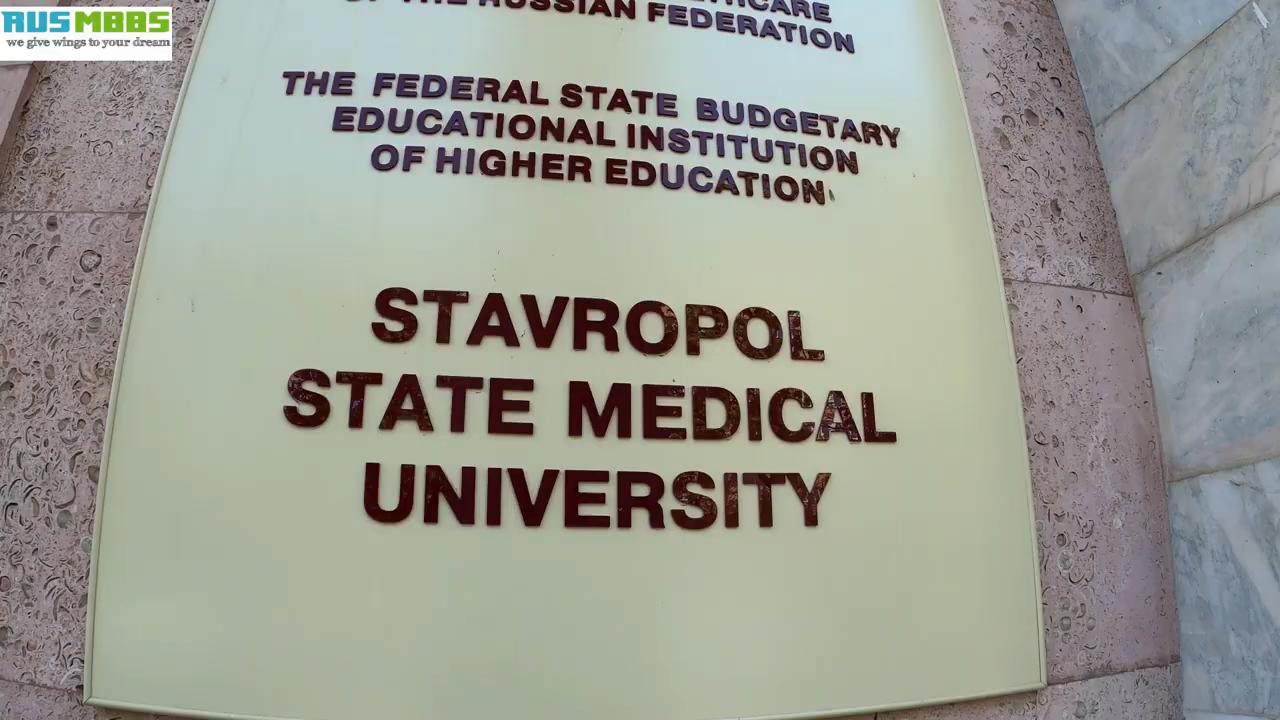 RUSMBBS
we give wings to your dream
OF THE RUSSIAN FEDERATION
THE FEDERAL STATE BUDGETARY
EDUCATIONAL INSTITUTION
OF HIGHER EDUCATION
STAVROPOL
STATE MEDICAL
UNIVERSITY